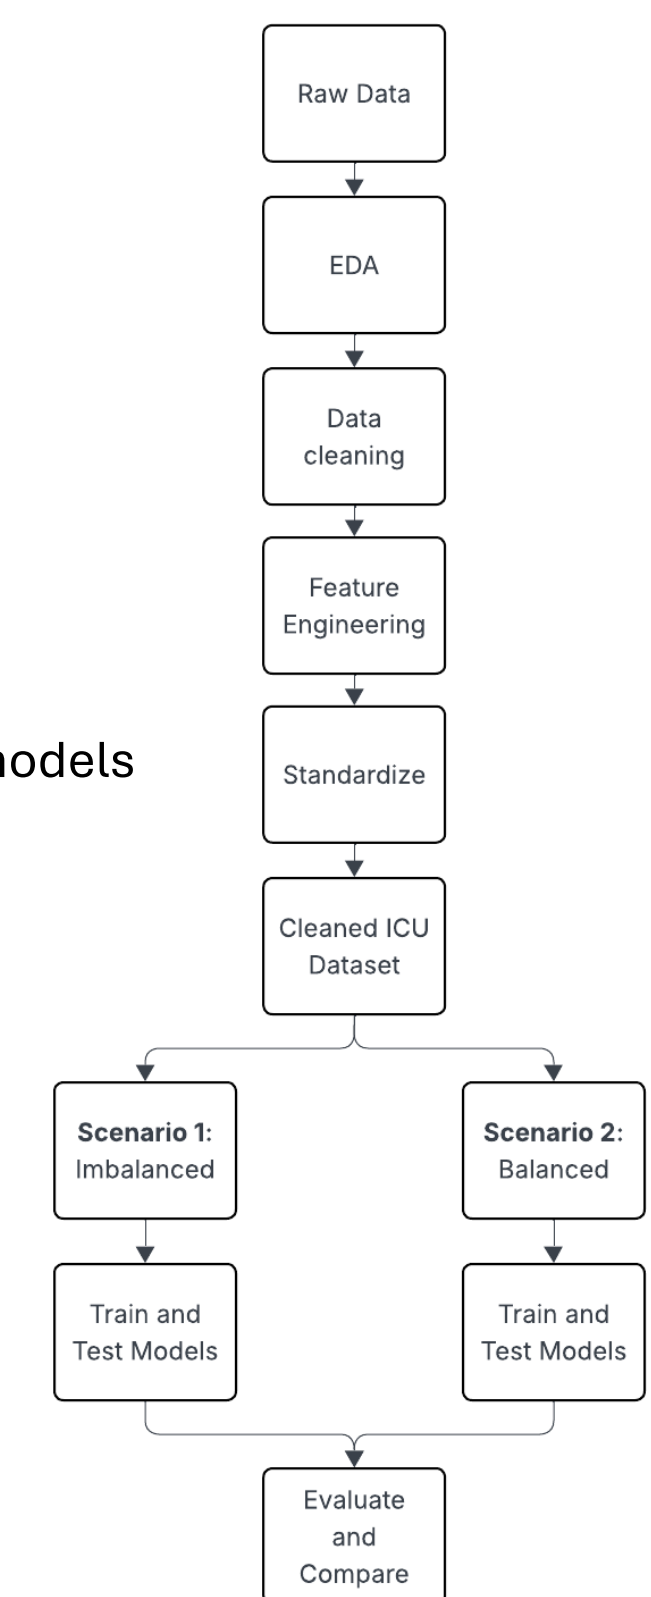 Raw Data
EDA
Data
cleaning
Feature
Engineering
models
Standardize
Cleaned ICU
Dataset
Scenario 1:
Imbalanced
Scenario 2:
Balanced
Train and
Test Models
Train and
Test Models
Evaluate
and
Compare